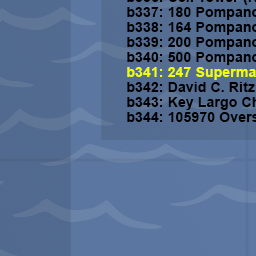 b337: 180 Pompano
b338: 164 Pompano
b339: 200 Pompano
b340: 500 Pompano
b341: 247 Superma
b342: David C. Ritz
b343: Key Largo Ch
b344: 105970 Overs